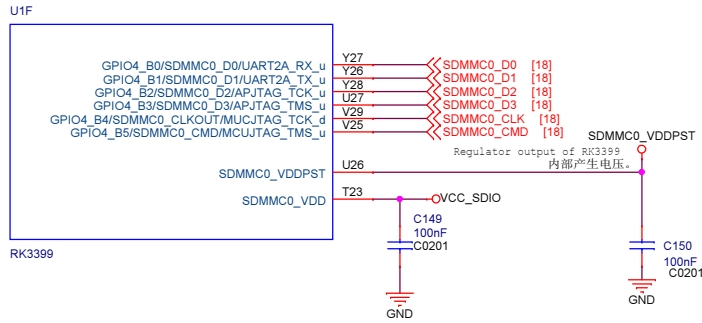 U1F
GPIO4_B0/SDMMC0_D0/UART2A_RX_u Y27 SDMMC0_D0 [18]
GPIO4_B1/SDMMC0_D1/UART2A_TX_u Y26 SDMMC0_D1 [18]
GPIO4_B2/SDMMC0_D2/APJTAG_TCK_u Y28 SDMMC0_D2 [18]
GPIO4_B3/SDMMC0_D3/APJTAG_TMS_u U27 SDMMC0_D3 [18]
GPIO4_B4/SDMMC0_CLKOUT/MUCJTAG_TCK_d V29 SDMMC0_CLK [18]
GPIO4_B5/SDMMC0_CMD/MCUJTAG_TMS_u V25 SDMMC0_CMD [18]
SDMMC0_VDDPST
Regulator output of RK3399
内部产生电压。
SDMMC0_VDDPST U26
SDMMC0_VDD T23 VCC_SDIO
C149
100nF
C0201
GND
C150
100nF
C0201
GND
RK3399